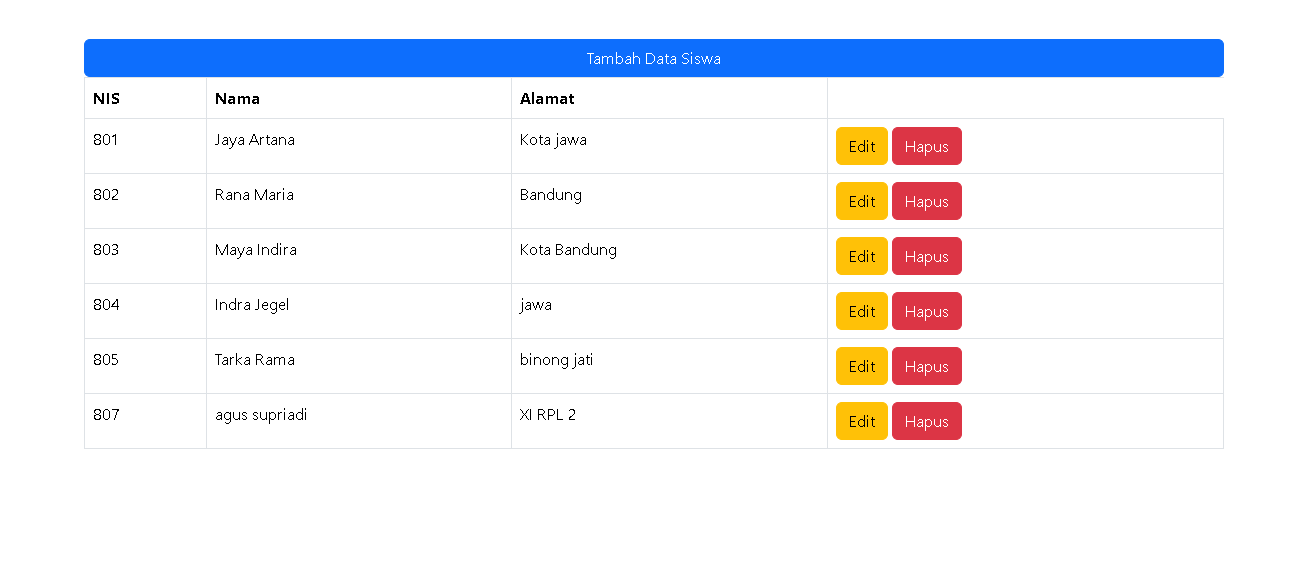 Tambah Data Siswa
NIS Nama Alamat
801 Jaya Artana Kota jawa Edit Hapus
802 Rana Maria Bandung Edit Hapus
803 Maya Indira Kota Bandung Edit Hapus
804 Indra Jegel jawa Edit Hapus
805 Tarka Rama binong jati Edit Hapus
807 agus supriadi XI RPL 2 Edit Hapus